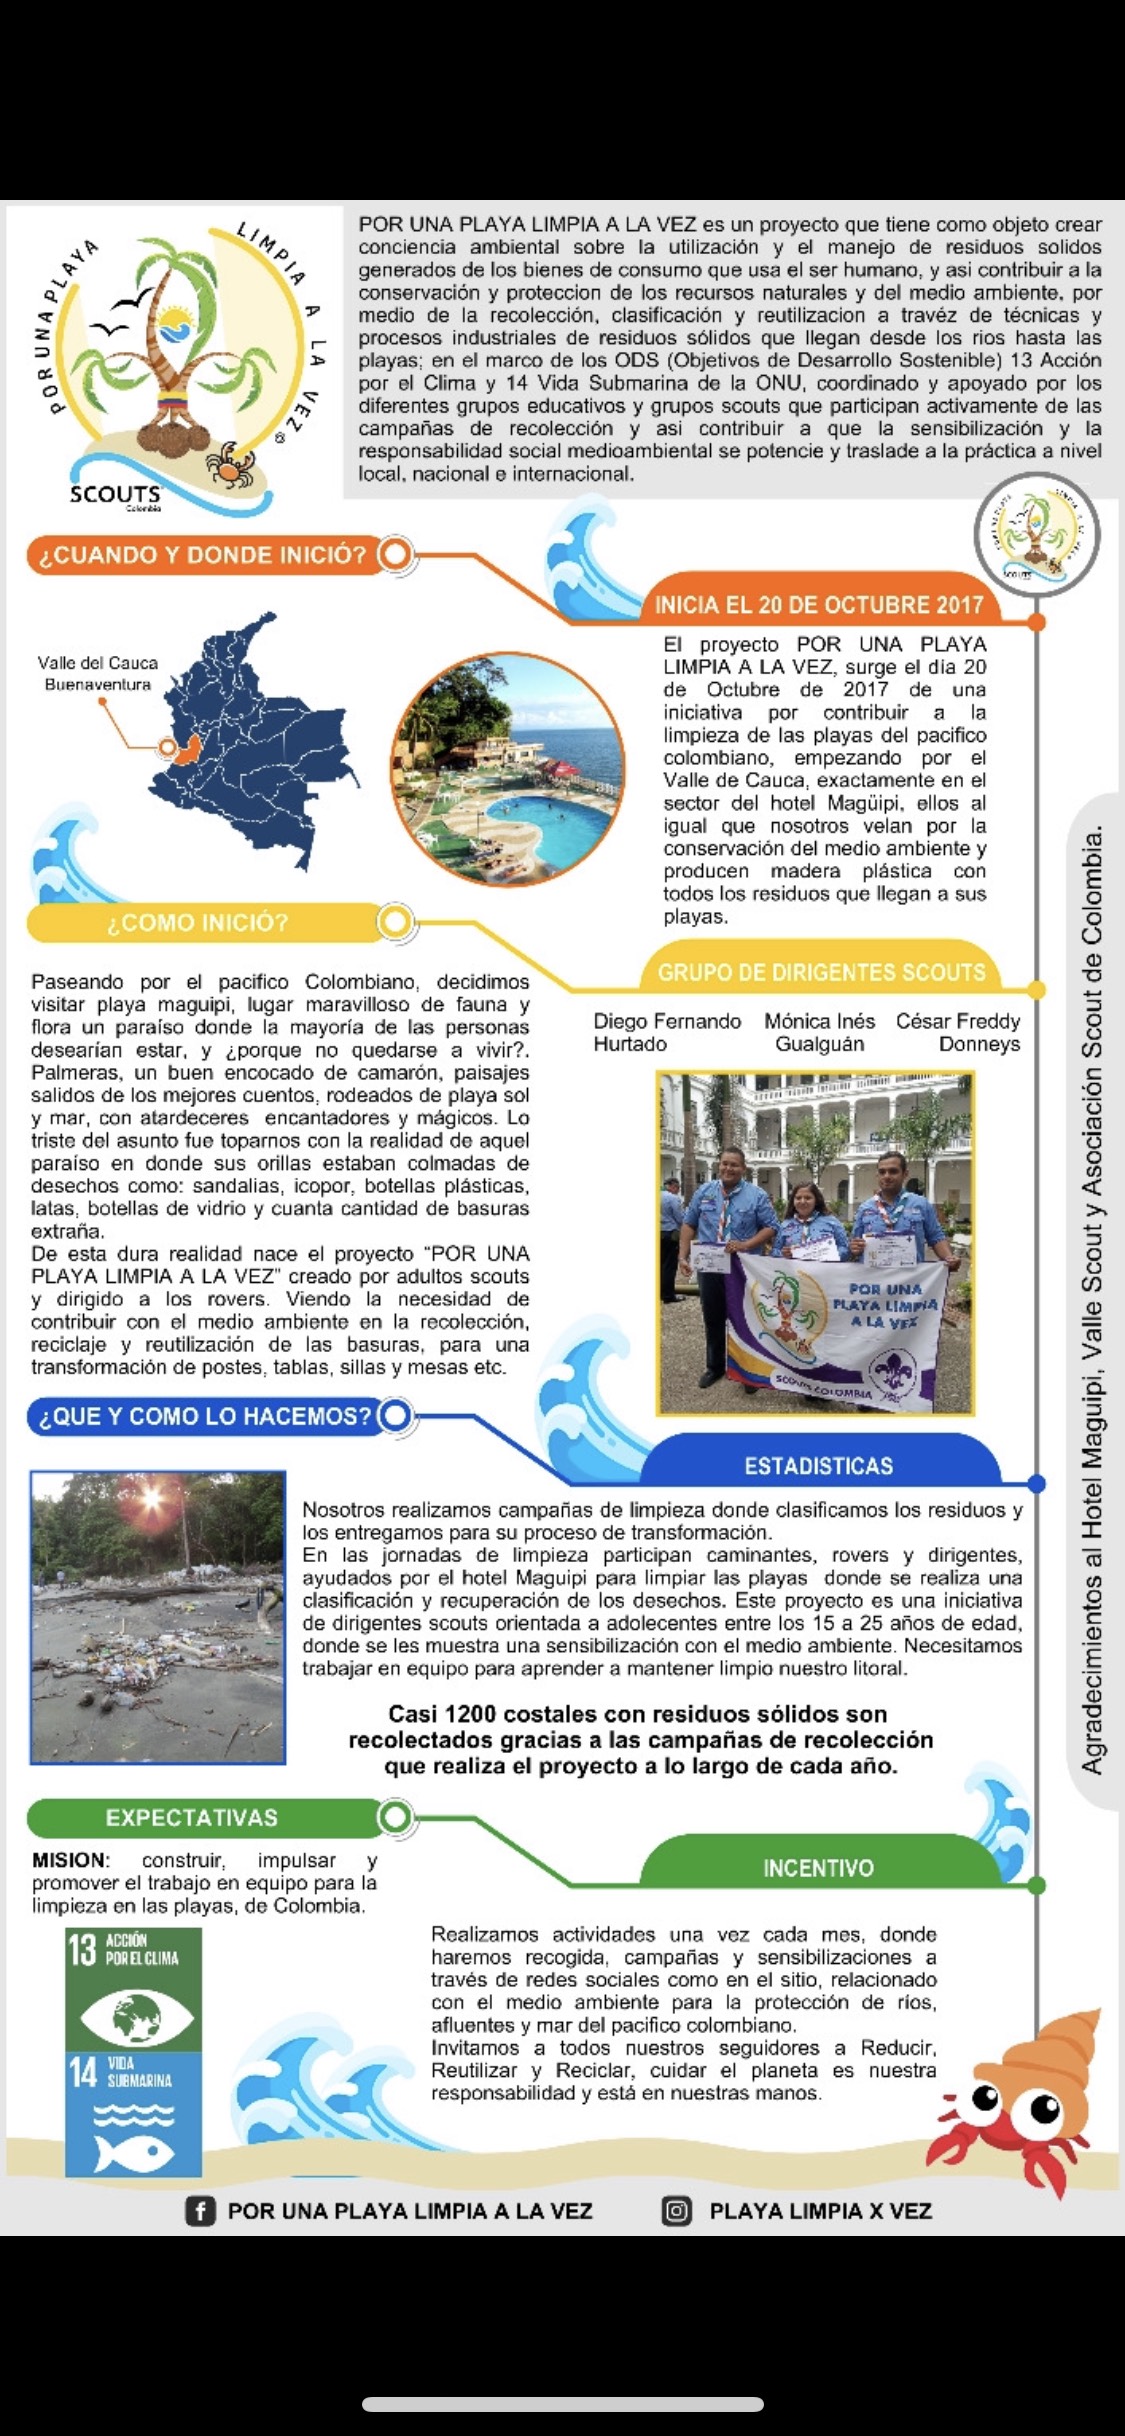 POR UNA PLAYA LIMPIA A LA VEZ®
SCOUTS
Colombia
POR UNA PLAYA LIMPIA A LA VEZ es un proyecto que tiene como objeto crear
conciencia ambiental sobre la utilización y el manejo de residuos solidos
generados de los bienes de consumo que usa el ser humano, y asi contribuir a la
conservación y proteccion de los recursos naturales y del medio ambiente, por
medio de la recolección, clasificación y reutilizacion a travéz de técnicas y
procesos industriales de residuos sólidos que llegan desde los rios hasta las
playas; en el marco de los ODS (Objetivos de Desarrollo Sostenible) 13 Acción
por el Clima y 14 Vida Submarina de la ONU, coordinado y apoyado por los
diferentes grupos educativos y grupos scouts que participan activamente de las
campañas de recolección y asi contribuir a que la sensibilización y la
responsabilidad social medioambiental se potencie y traslade a la práctica a nivel
local, nacional e internacional.
POR UNA PLAYA LIMPIA A LA VEZ
SCOUTS
¿CUANDO Y DONDE INICIÓ?
INICIA EL 20 DE OCTUBRE 2017
Valle del Cauca
Buenaventura
El proyecto POR UNA PLAYA
LIMPIA A LA VEZ, surge el dia 20
de Octubre de 2017 de una
iniciativa por contribuir a la
limpieza de las playas del pacifico
colombiano, empezando por el
Valle de Cauca, exactamente en el
sector del hotel Magüipi, ellos al
igual que nosotros velan por la
conservación del medio ambiente y
producen madera plástica con
todos los residuos que llegan a sus
playas.
¿COMO INICIÓ?
Paseando por el pacifico Colombiano, decidimos
visitar playa maguipi, lugar maravilloso de fauna y
flora un paraíso donde la mayoría de las personas
desearían estar, y ¿porque no quedarse a vivir?.
Palmeras, un buen encocado de camarón, paisajes
salidos de los mejores cuentos, rodeados de playa sol
y mar, con atardeceres encantadores y mágicos. Lo
triste del asunto fue toparnos con la realidad de aquel
paraíso en donde sus orillas estaban colmadas de
desechos como: sandalias, icopor, botellas plásticas,
latas, botellas de vidrio y cuanta cantidad de basuras
extraña.
De esta dura realidad nace el proyecto “POR UNA
PLAYA LIMPIA A LA VEZ” creado por adultos scouts
y dirigido a los rovers. Viendo la necesidad de
contribuir con el medio ambiente en la recolección,
reciclaje y reutilización de las basuras, para una
transformación de postes, tablas, sillas y mesas etc.
GRUPO DE DIRIGENTES SCOUTS
Diego Fernando Mónica Inés César Freddy
Hurtado Gualguán Donneys
POR UNA
PLAYA LIMPIA
A LA VEZ
SCOUTS COLOMBIA
Agradecimientos al Hotel Maguipi, Valle Scout y Asociación Scout de Colombia.
¿QUE Y COMO LO HACEMOS?
ESTADISTICAS
Nosotros realizamos campañas de limpieza donde clasificamos los residuos y
los entregamos para su proceso de transformación.
En las jornadas de limpieza participan caminantes, rovers y dirigentes,
ayudados por el hotel Maguipi para limpiar las playas donde se realiza una
clasificación y recuperación de los desechos. Este proyecto es una iniciativa
de dirigentes scouts orientada a adolecentes entre los 15 a 25 años de edad,
donde se les muestra una sensibilización con el medio ambiente. Necesitamos
trabajar en equipo para aprender a mantener limpio nuestro litoral.
Casi 1200 costales con residuos sólidos son
recolectados gracias a las campañas de recolección
que realiza el proyecto a lo largo de cada año.
EXPECTATIVAS
MISION: construir, impulsar y
promover el trabajo en equipo para la
limpieza en las playas, de Colombia.
13 ACCIÓN
POR EL CLIMA
14 VIDA
SUBMARINA
INCENTIVO
Realizamos actividades una vez cada mes, donde
haremos recogida, campañas y sensibilizaciones a
través de redes sociales como en el sitio, relacionado
con el medio ambiente para la protección de ríos,
afluentes y mar del pacifico colombiano.
Invitamos a todos nuestros seguidores a Reducir,
Reutilizar y Reciclar, cuidar el planeta es nuestra
responsabilidad y está en nuestras manos.
POR UNA PLAYA LIMPIA A LA VEZ
PLAYA LIMPIA X VEZ